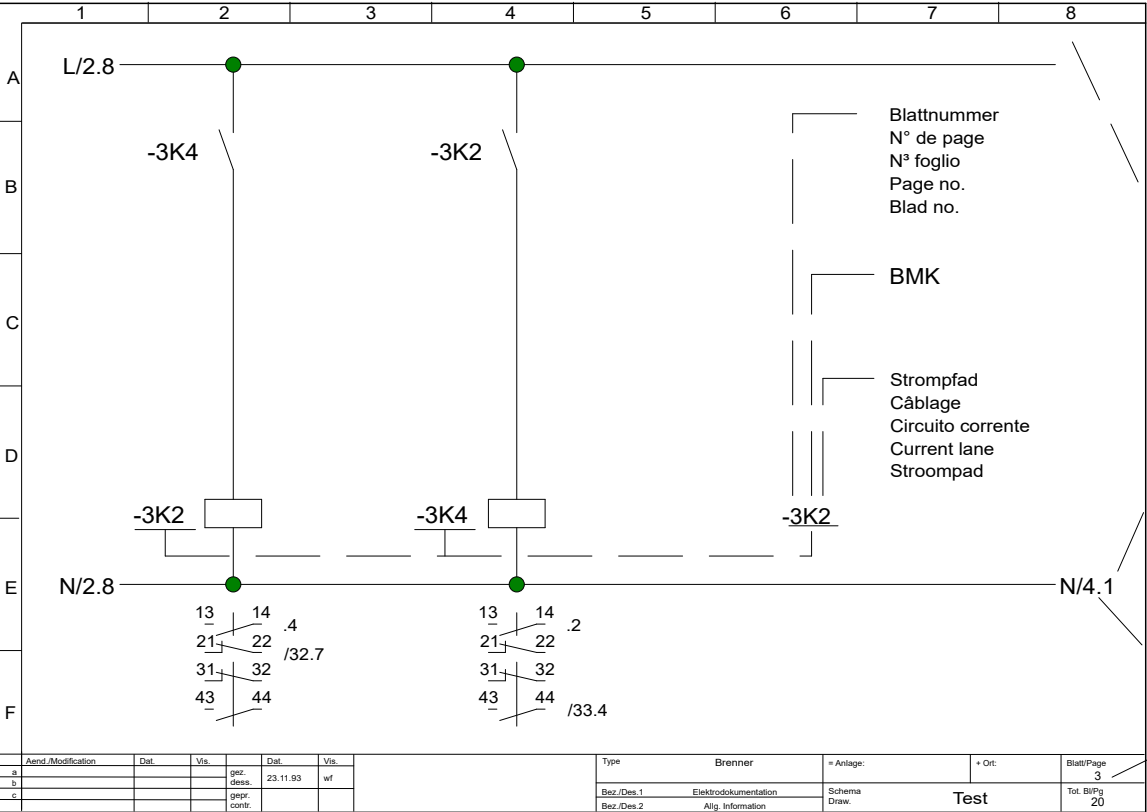 1 2 3 4 5 6 7 8
A
L/2.8
Blattnummer
N° de page
N³ foglio
Page no.
Blad no.
-3K4 -3K2
B
BMK
C
Strompfad
Câblage
Circuito corrente
Current lane
Stroompad
D
-3K2 -3K4 -3K2
E
N/2.8 N/4.1
13 14 .4 13 14 .2
21 22 /32.7 21 22
31 32 31 32
43 44 43 44 /33.4
F
Aend./Modification Dat. Vis. Dat. Vis.
a
b
c
gez.
dess. 23.11.93 wf
gepr.
contr.
Type Brenner = Anlage: + Ort: Blatt/Page
3
Bez./Des.1 Elektrodokumentation
Bez./Des.2 Allg. Information
Schema
Draw. Test
Tot. Bl/Pg
20